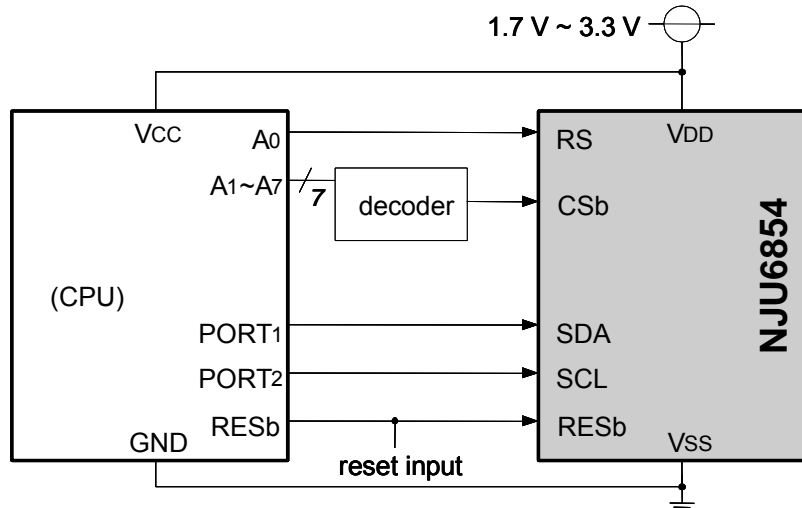 1.7 V ~ 3.3 V
VCC
A0
RS
VDD
A1~A7
7
decoder
CSb
NJU6854
(CPU)
PORT1
SDA
PORT2
SCL
RESb
RESb
GND
reset input
VSS